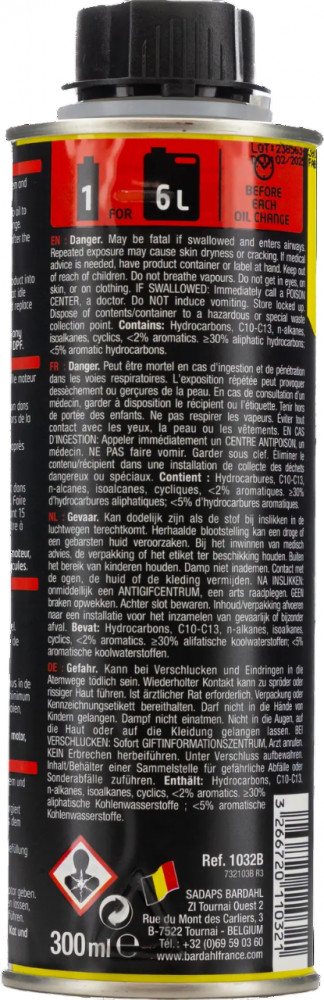 1 FOR 6 L
BEFORE
EACH
OIL CHANGE
EN : Danger. May be fatal if swallowed and enters airways.
Repeated exposure may cause skin dryness or cracking. If medical
advice is needed, have product container or label at hand. Keep out
of reach of children. Do not breathe vapours. Do not get in eyes, on
skin, or on clothing. IF SWALLOWED: Immediately call a POISON
CENTER, a doctor. Do NOT induce vomiting. Store locked up.
Dispose of contents/container to a hazardous or special waste
collection point. Contains: Hydrocarbons, C10-C13, n-alkanes,
isoalkanes, cyclics, <2% aromatics. ≥30% aliphatic hydrocarbons;
<5% aromatic hydrocarbons.
FR : Danger. Peut être mortel en cas d'ingestion et de pénétration
dans les voies respiratoires. L'exposition répétée peut provoquer
dessèchement ou gerçures de la peau. En cas de consultation d'un
médecin, garder à disposition le récipient ou l'étiquette. Tenir hors
de portée des enfants. Ne pas respirer les vapeurs. Éviter tout
contact avec les yeux, la peau ou les vêtements. EN CAS
D'INGESTION: Appeler immédiatement un CENTRE ANTIPOISON, un
médecin. NE PAS faire vomir. Garder sous clef. Eliminer le
contenu/récipient dans une installation de collecte des déchets
dangereux ou spéciaux. Contient : Hydrocarbures, C10-C13,
n-alcanes, isoalcanes, cycliques, <2% aromatiques. ≥30%
d'hydrocarbures aliphatiques; <5% d'hydrocarbures aromatiques.
NL : Gevaar. Kan dodelijk zijn als de stof bij inslikken in de
luchtwegen terechtkomt. Herhaalde blootstelling kan een droge of
een gebarsten huid veroorzaken. Bij het inwinnen van medisch
advies, de verpakking of het etiket ter beschikking houden. Buiten
het bereik van kinderen houden. Damp niet inademen. Contact met
de ogen, de huid of de kleding vermijden. NA INSLIKKEN:
onmiddellijk een ANTIGIFCENTRUM, een arts raadplegen. GEEN
braken opwekken. Achter slot bewaren. Inhoud/verpakking afvoeren
naar een installatie voor het inzamelen van gevaarlijk of bijzonder
afval. Bevat: Hydrocarbons, C10-C13, n-alkanes, isoalkanes,
cyclics, <2% aromatics. ≥30% alifatische koolwaterstoffen; <5%
aromatische koolwaterstoffen.
DE : Gefahr. Kann bei Verschlucken und Eindringen in die
Atemwege tödlich sein. Wiederholter Kontakt kann zu spröder oder
rissiger Haut führen. Ist ärztlicher Rat erforderlich, Verpackung oder
Kennzeichnungsetikett bereithalten. Darf nicht in die Hände von
Kindern gelangen. Dampf nicht einatmen. Nicht in die Augen, auf
die Haut oder auf die Kleidung gelangen lassen. BEI
VERSCHLUCKEN: Sofort GIFTINFORMATIONSZENTRUM, Arzt anrufen.
KEIN Erbrechen herbeiführen. Unter Verschluss aufbewahren.
Inhalt/Behälter einer Sammelstelle für gefährliche Abfälle oder
Sonderabfälle zuführen. Enthält: Hydrocarbons, C10-C13,
n-alkanes, isoalkanes, cyclics, <2% aromatics. ≥30%
aliphatische Kohlenwasserstoffe ; <5% aromatische
Kohlenwasserstoffe.
Ref. 1032B
732103B R3
SADAPS BARDAHL
ZI Tournai Ouest 2
Rue du Mont des Carliers, 3
B-7522 Tournai - BELGIUM
Tél. : +32 (0)69 59 03 60
www.bardahlfrance.com
300ml e
3 266720 110321